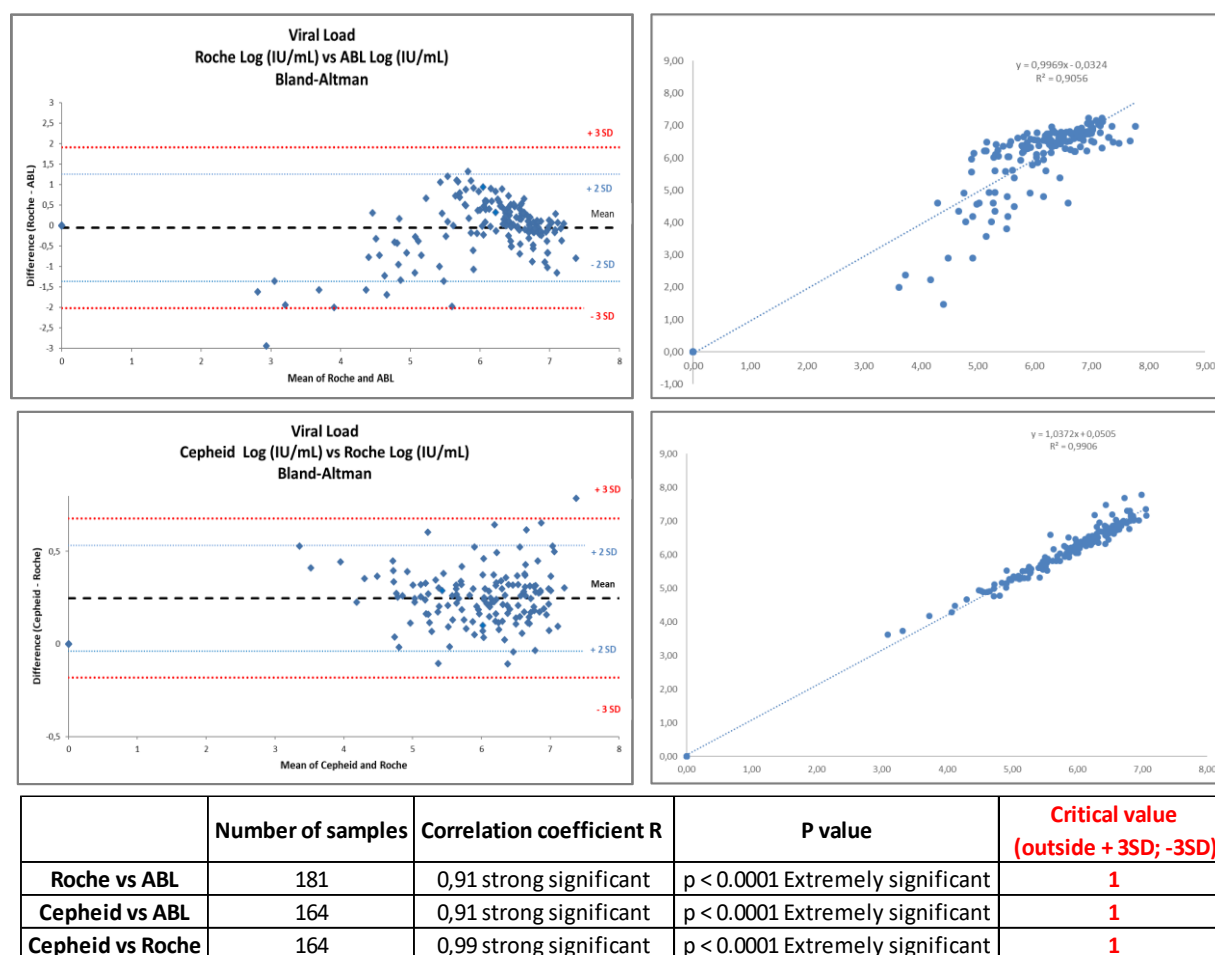 Viral Load
Roche Log (IU/mL) vs ABL Log (IU/mL)
Bland-Altman
Difference (Roche - ABL)
3
2,5
2
1,5
1
0,5
0
-0,5
-1
-1,5
-2
-2,5
-3
+ 3 SD
+ 2 SD
Mean
- 2 SD
- 3 SD
0 1 2 3 4 5 6 7 8
Mean of Roche and ABL
y = 0,9969x - 0,0324
R² = 0,9056
9,00
8,00
7,00
6,00
5,00
4,00
3,00
2,00
1,00
0,00
-1,00
0,00 1,00 2,00 3,00 4,00 5,00 6,00 7,00 8,00 9,00
Viral Load
Cepheid Log (IU/mL) vs Roche Log (IU/mL)
Bland-Altman
Difference (Cepheid - Roche)
0,5
0
-0,5
+ 3 SD
+ 2 SD
Mean
+ 2 SD
- 3 SD
0 1 2 3 4 5 6 7 8
Mean of Cepheid and Roche
y = 1,0372x + 0,0505
R² = 0,9906
9,00
8,00
7,00
6,00
5,00
4,00
3,00
2,00
1,00
0,00
0,00 1,00 2,00 3,00 4,00 5,00 6,00 7,00 8,00
Number of samples Correlation coefficient R P value Critical value
(outside + 3SD; -3SD)
Roche vs ABL 181 0,91 strong significant p < 0.0001 Extremely significant 1
Cepheid vs ABL 164 0,91 strong significant p < 0.0001 Extremely significant 1
Cepheid vs Roche 164 0,99 strong significant p < 0.0001 Extremely significant 1